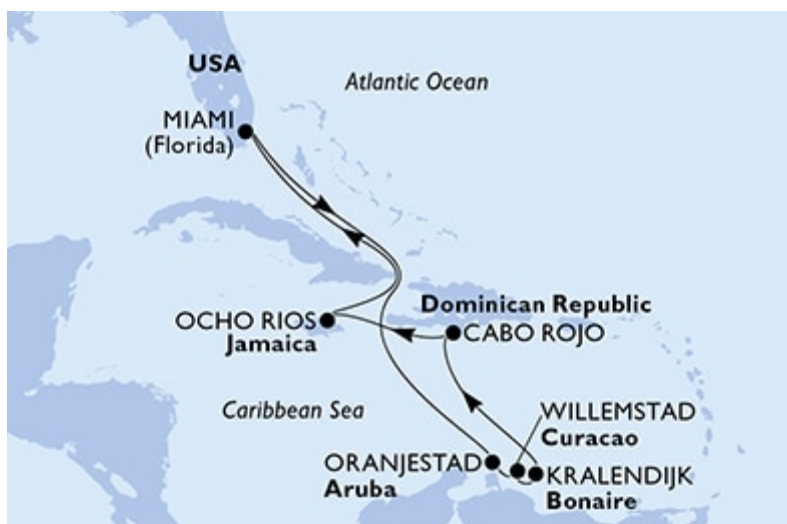 USA
Atlantic Ocean
MIAMI
(Florida)
Dominican Republic
OCHO RIOS
Jamaica
CABO ROJO
Caribbean Sea
WILLEMSTAD
Curacao
ORANJESTAD
Aruba
KRALENDIJK
Bonaire